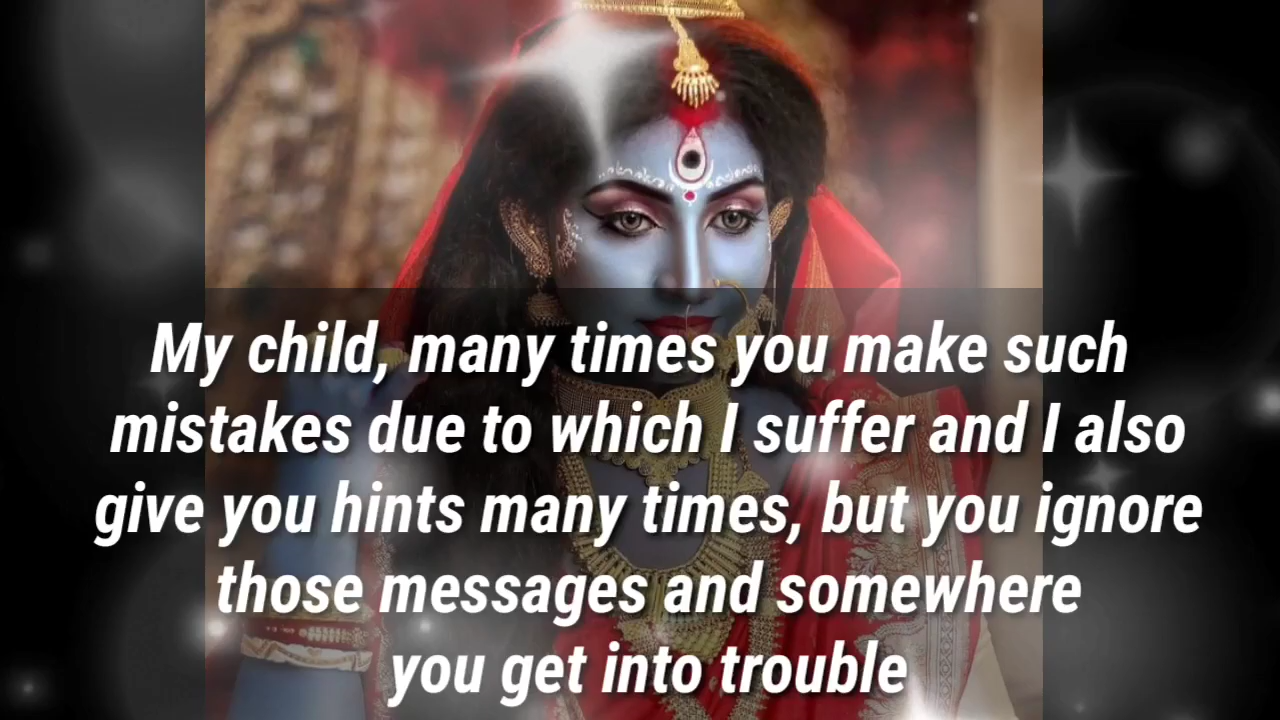 My child, many times you make such
mistakes due to which I suffer and I also
give you hints many times, but you ignore
those messages and somewhere
you get into trouble